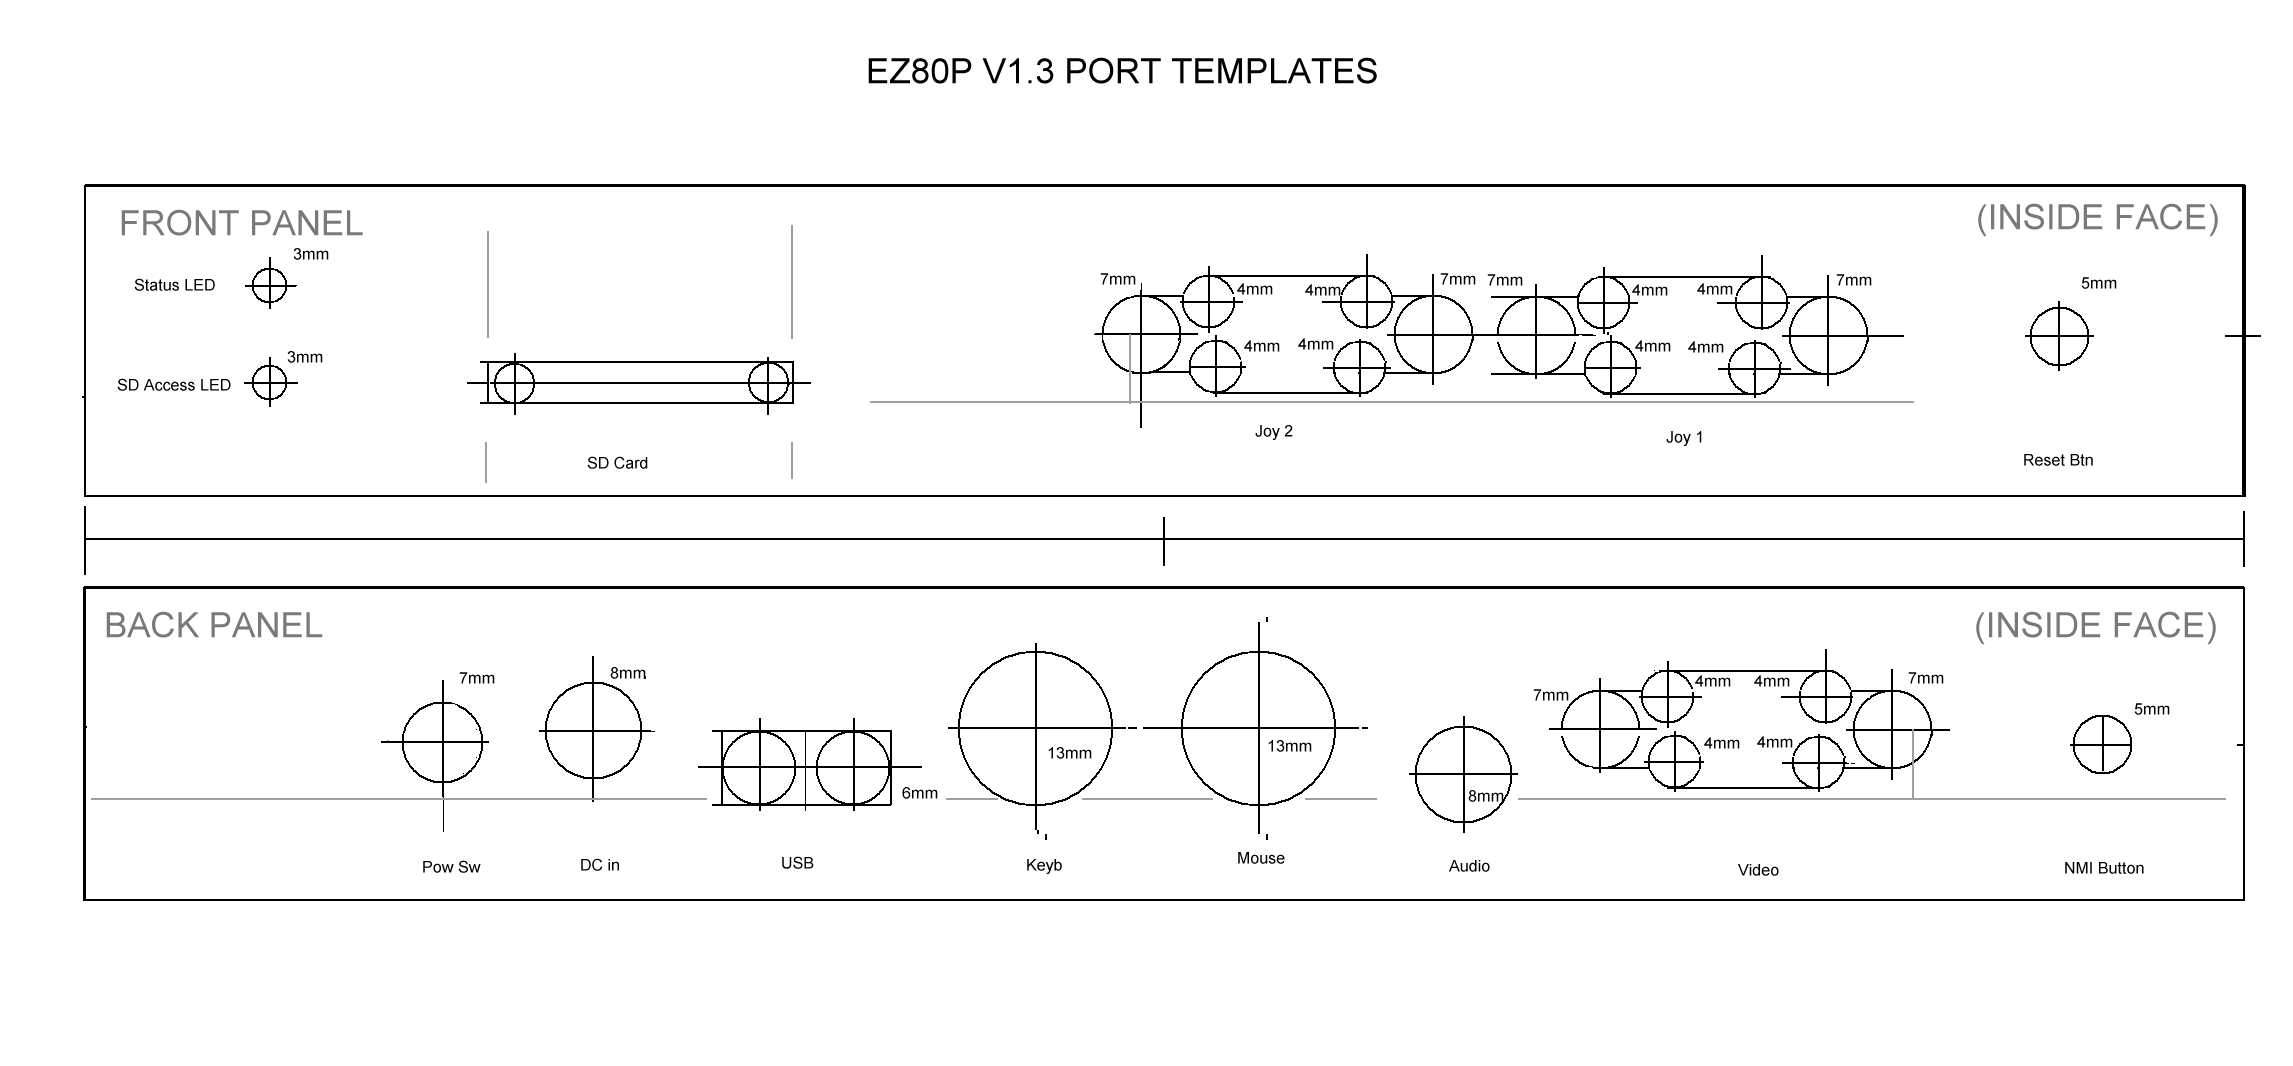 EZ80P V1.3 PORT TEMPLATES
FRONT PANEL
(INSIDE FACE)
3mm
Status LED
3mm
SD Access LED
SD Card
7mm
4mm
4mm
7mm
4mm
4mm
Joy 2
7mm
4mm
4mm
7mm
4mm
4mm
Joy 1
5mm
Reset Btn
BACK PANEL
(INSIDE FACE)
7mm
Pow Sw
8mm
DC in
6mm
USB
13mm
Keyb
13mm
Mouse
8mm
Audio
7mm
4mm
4mm
7mm
4mm
4mm
Video
5mm
NMI Button